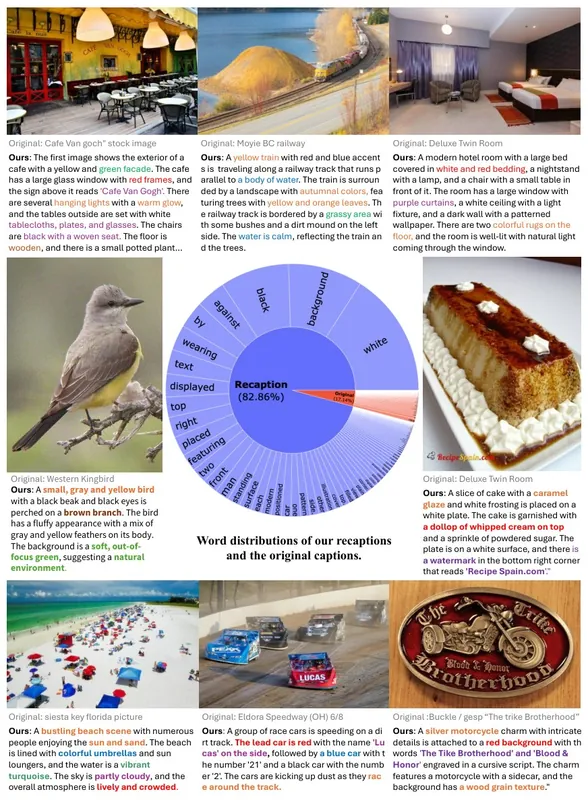 CAFE VAN GOGH
Original: Cafe Van goch" stock image
Ours: The first image shows the exterior of a
cafe with a yellow and green facade. The cafe
has a large glass window with red frames, and
the sign above it reads 'Cafe Van Gogh'. There
are several hanging lights with a warm glow,
and the tables outside are set with white
tablecloths, plates, and glasses. The chairs
are black with a woven seat. The floor is
wooden, and there is a small potted plant...
Original: Moyie BC railway
Ours: A yellow train with red and blue accent
s is traveling along a railway track that runs p
arallel to a body of water. The train is surroun
ded by a landscape with autumnal colors, fea
turing trees with yellow and orange leaves. Th
e railway track is bordered by a grassy area wi
th some bushes and a dirt mound on the left
side. The water is calm, reflecting the train an
d the trees.
Original: Deluxe Twin Room
Ours: A modern hotel room with a large bed
covered in white and red bedding, a nightstand
with a lamp, and a chair with a small table in
front of it. The room has a large window with
purple curtains, a white ceiling with a light
fixture, and a dark wall with a patterned
wallpaper. There are two colorful rugs on the
floor, and the room is well-lit with natural light
coming through the window.
Original: Western Kingbird
Ours: A small, gray and yellow bird
with a black beak and black eyes is
perched on a brown branch. The bird
has a fluffy appearance with a mix of
gray and yellow feathers on its body.
The background is a soft, out-of-
focus green, suggesting a natural
environment.
Recaption
(82.86%)
Original
(17.14%)
white
background
black
against
by
wearing
text
displayed
top
right
placed
featuring
two
front
man
standing
surface
each
modern
positioned
car
logo
pattern
side
other
Word distributions of our recaptions
and the original captions.
Recipe Spain.com
Original: Deluxe Twin Room
Ours: A slice of cake with a caramel
glaze and white frosting is placed on a
white plate. The cake is garnished with
a dollop of whipped cream on top
and a sprinkle of powdered sugar. The
plate is on a white surface, and there is
a watermark in the bottom right corner
that reads 'Recipe Spain.com'."
Original: siesta key florida picture
Ours: A bustling beach scene with numerous
people enjoying the sun and sand. The beach
is lined with colorful umbrellas and sun
loungers, and the water is a vibrant
turquoise. The sky is partly cloudy, and the
overall atmosphere is lively and crowded.
LUCAS
Original: Eldora Speedway (OH) 6/8
Ours: A group of race cars is speeding on a di
rt track. The lead car is red with the name 'Lu
cas' on the side, followed by a blue car with t
he number '21' and a black car with the numb
er '2'. The cars are kicking up dust as they rac
e around the track.
The Trike
Blood & Honor
Brotherhood
Original :Buckle / gesp "The trike Brotherhood"
Ours: A silver motorcycle charm with intricate
details is attached to a red background with th
words 'The Tike Brotherhood' and 'Blood &
Honor' engraved in a cursive script. The charm
features a motorcycle with a sidecar, and the
background has a wood grain texture."